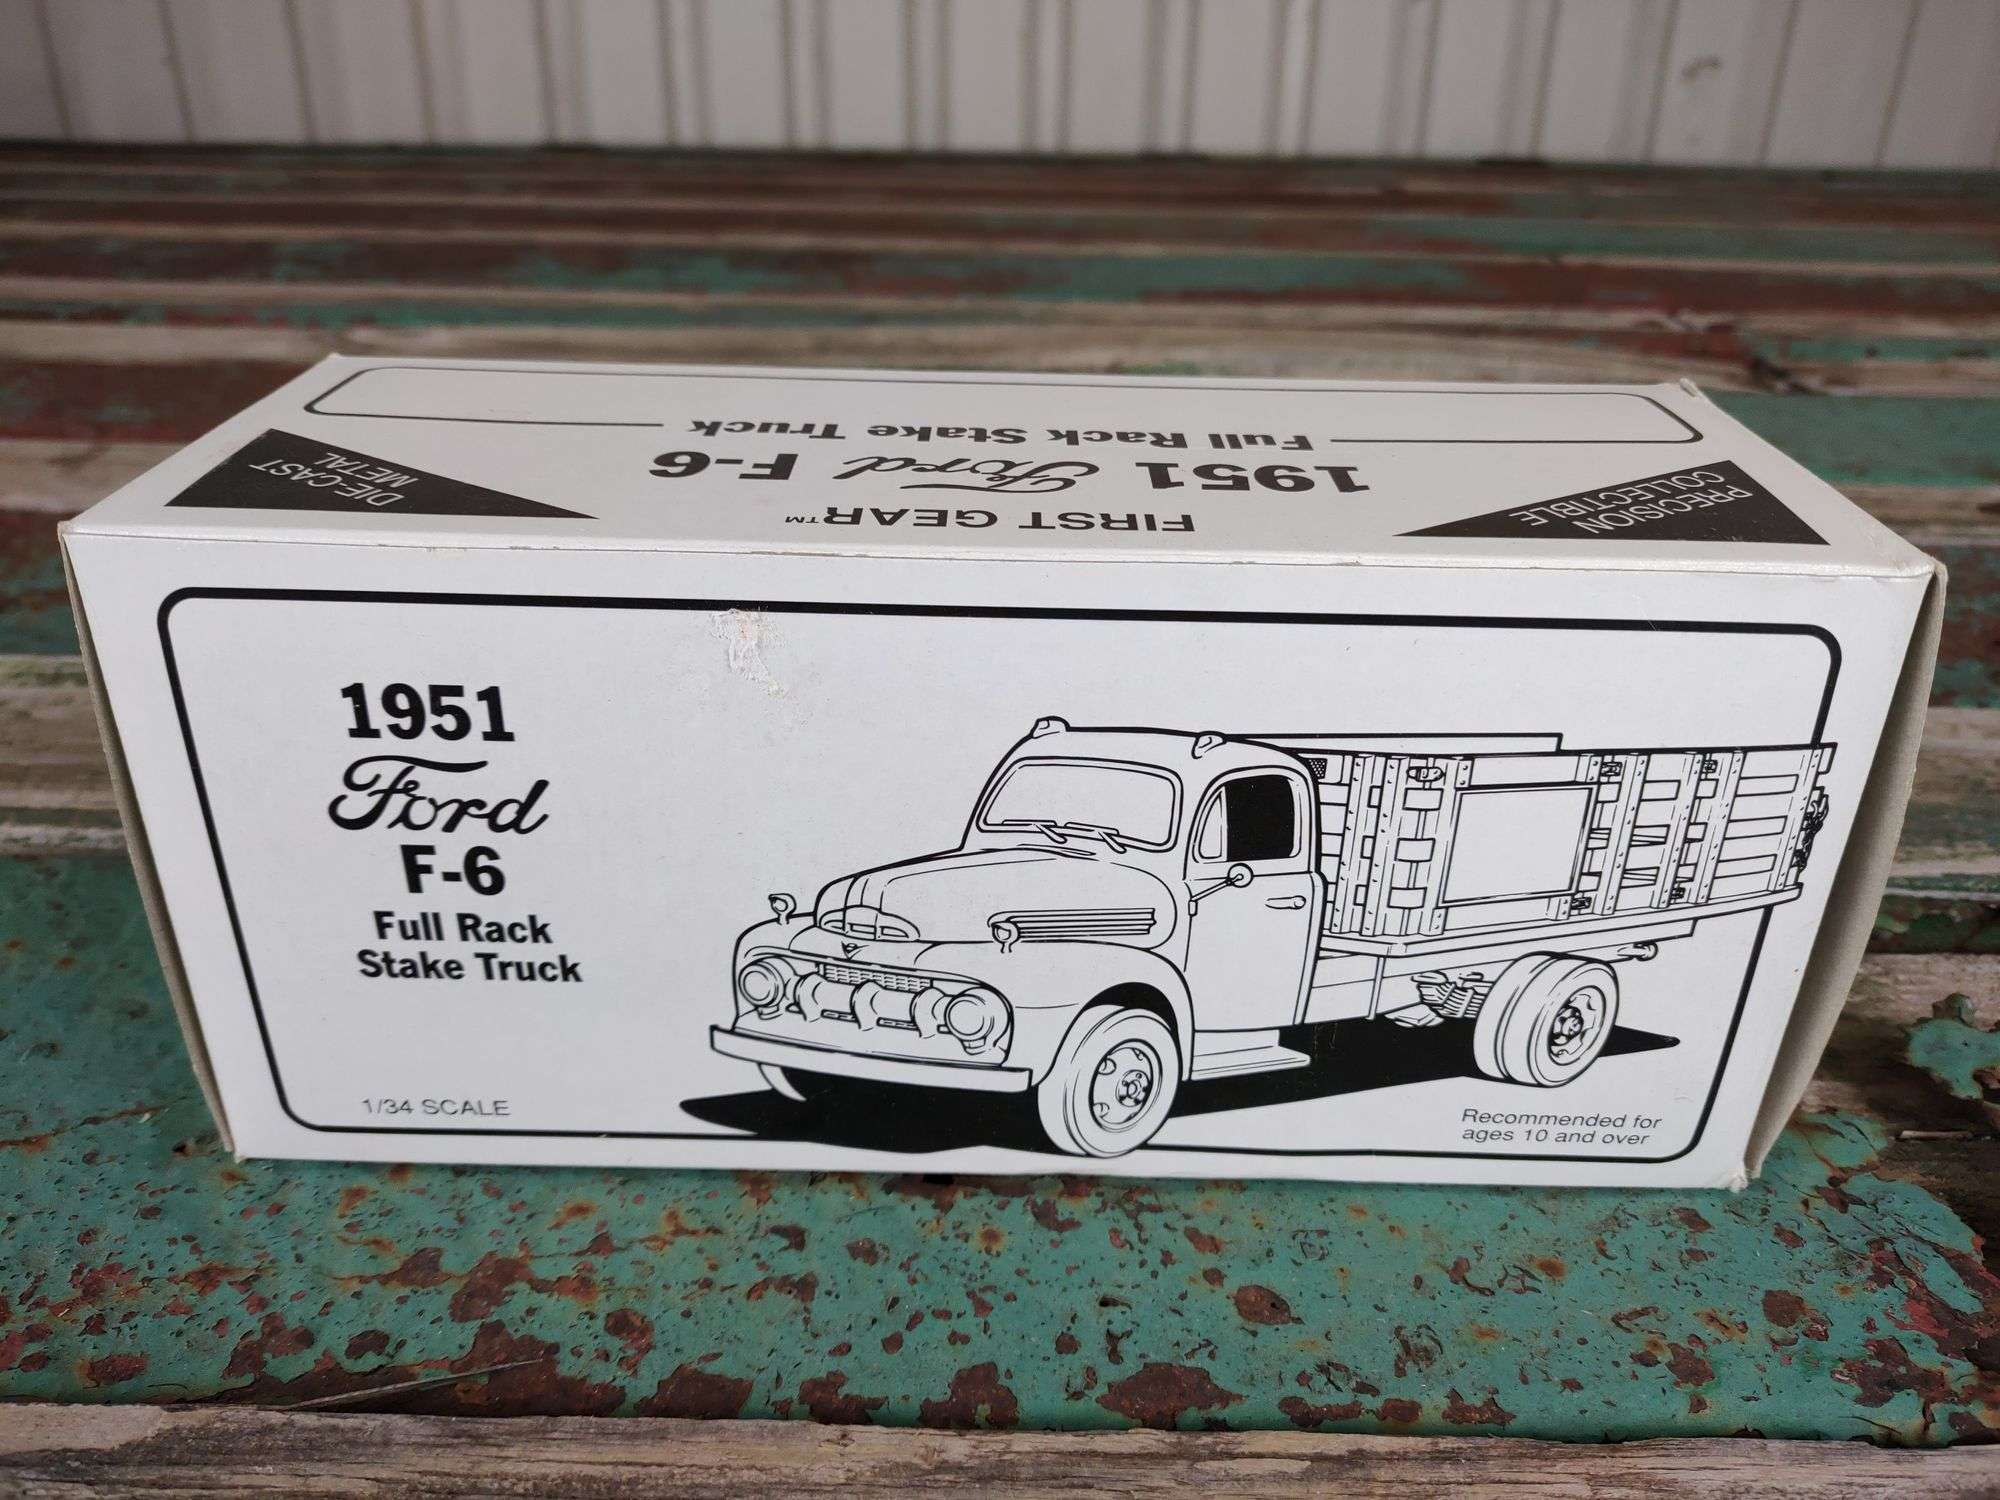 FIRST GEAR™
1951 Ford F-6
Full Rack Stake Truck
DIE-CAST
METAL
PRECISION
COLLECTIBLE
1951
Ford
F-6
Full Rack
Stake Truck
1/34 SCALE
Recommended for
ages 10 and over